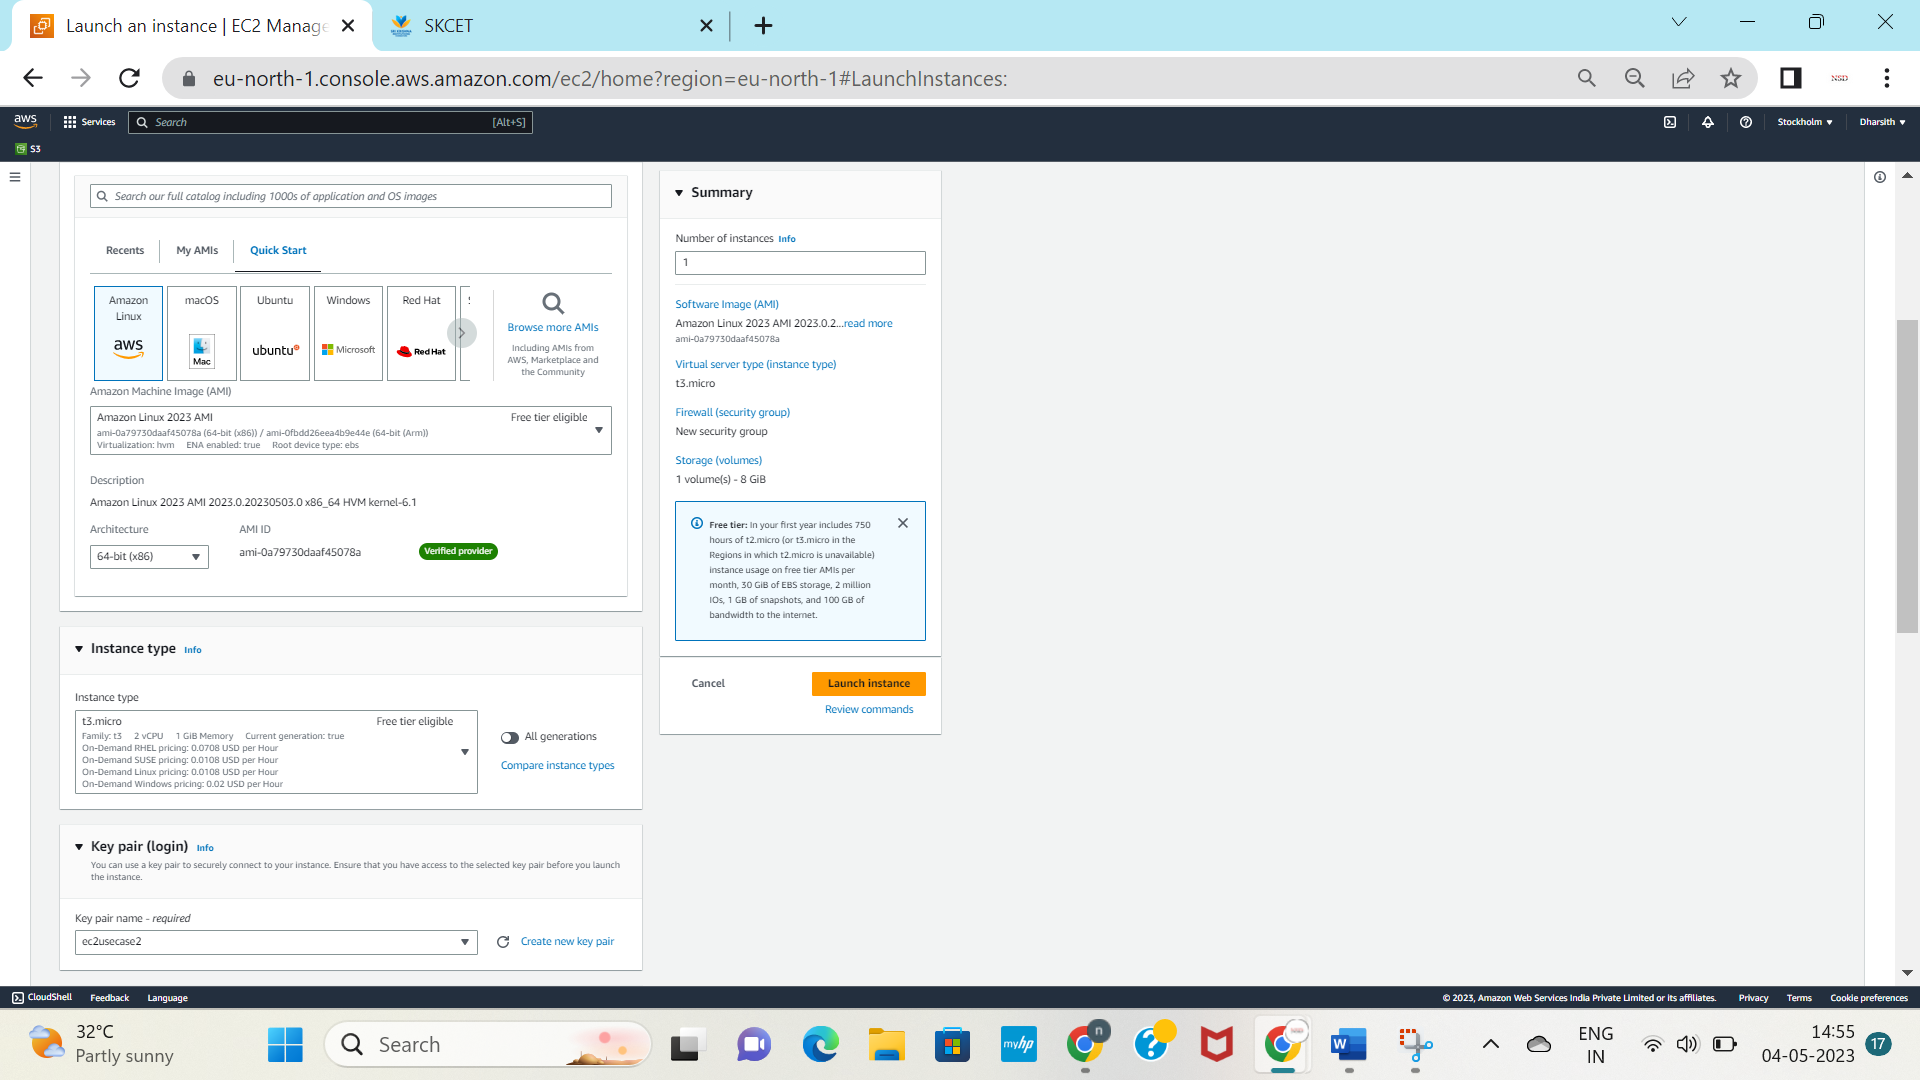 Launch an instance | EC2 Manage
SKCET
eu-north-1.console.aws.amazon.com/ec2/home?region=eu-north-1#LaunchInstances:
NSD
aws
Services
Search
[Alt+S]
Stockholm
Dharsith
S3
Search our full catalog including 1000s of application and OS images
Recents
My AMIs
Quick Start
Amazon
Linux
aws
macOS
Mac
Ubuntu
ubuntu
Windows
Microsoft
Red Hat
Red Hat
Browse more AMIs
Including AMIs from
AWS, Marketplace and
the Community
Amazon Machine Image (AMI)
Amazon Linux 2023 AMI
Free tier eligible
ami-0a79730daaf45078a (64-bit (x86)) / ami-0fbdd26eea4b9e44e (64-bit (Arm))
Virtualization: hvm ENA enabled: true Root device type: ebs
Description
Amazon Linux 2023 AMI 2023.0.20230503.0 x86_64 HVM kernel-6.1
Architecture
AMI ID
64-bit (x86)
ami-0a79730daaf45078a
Verified provider
Instance type Info
Instance type
t3.micro
Free tier eligible
Family: t3 2 vCPU 1 GiB Memory Current generation: true
On-Demand RHEL pricing: 0.0708 USD per Hour
On-Demand SUSE pricing: 0.0108 USD per Hour
On-Demand Linux pricing: 0.0108 USD per Hour
On-Demand Windows pricing: 0.02 USD per Hour
All generations
Compare instance types
Key pair (login) Info
You can use a key pair to securely connect to your instance. Ensure that you have access to the selected key pair before you launch
the instance.
Key pair name - required
ec2usecase2
Create new key pair
Summary
Number of instances Info
1
Software Image (AMI)
Amazon Linux 2023 AMI 2023.0.2...read more
ami-0a79730daaf45078a
Virtual server type (instance type)
t3.micro
Firewall (security group)
New security group
Storage (volumes)
1 volume(s) - 8 GiB
Free tier: In your first year includes 750
hours of t2.micro (or t3.micro in the
Regions in which t2.micro is unavailable)
instance usage on free tier AMIs per
month, 30 GiB of EBS storage, 2 million
IOs, 1 GB of snapshots, and 100 GB of
bandwidth to the internet.
Cancel
Launch instance
Review commands
CloudShell
Feedback
Language
© 2023, Amazon Web Services India Private Limited or its affiliates.
Privacy
Terms
Cookie preferences
32°C
Partly sunny
Search
myhp
n
W
ENG
IN
14:55
04-05-2023
17